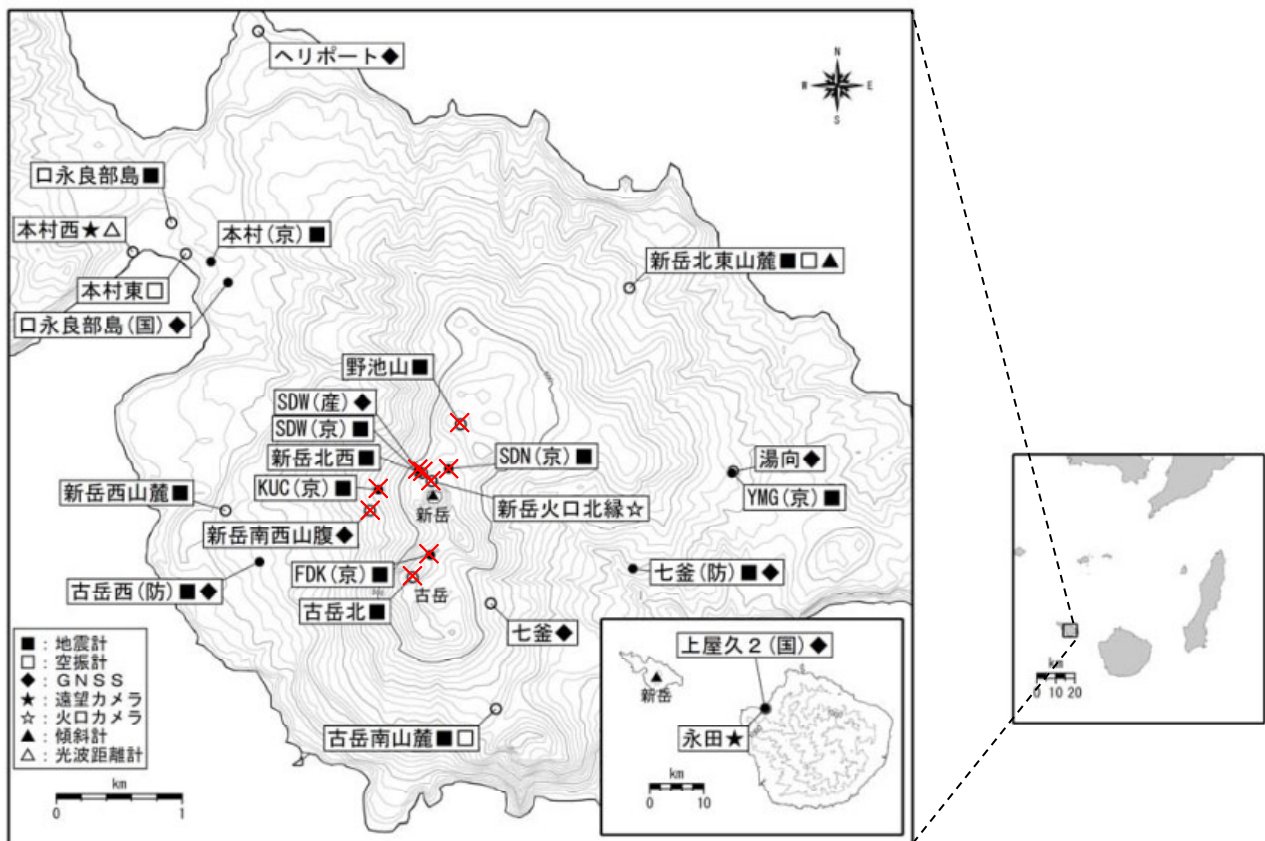 ヘリポート◆
N
W E
S
口永良部島■
本村西★△
本村(京)■
本村東□
口永良部島(国)◆
新岳北東山麓■□▲
野池山■
SDW(産)◆
SDW(京)■
新岳北西■
SDN(京)■
KUC(京)■
新岳西山麓■
新岳火口北縁☆
新岳
新岳南西山腹◆
湯向◆
YMG(京)■
FDK(京)■
古岳西(防)■◆
古岳北■
古岳
七釜(防)■◆
七釜◆
古岳南山麓■□
■:地震計
□:空振計
◆:GNSS
★:遠望カメラ
☆:火口カメラ
▲:傾斜計
△:光波距離計
km
0 1
上屋久2(国)◆
新岳
永田★
km
0 10
km
0 10 20